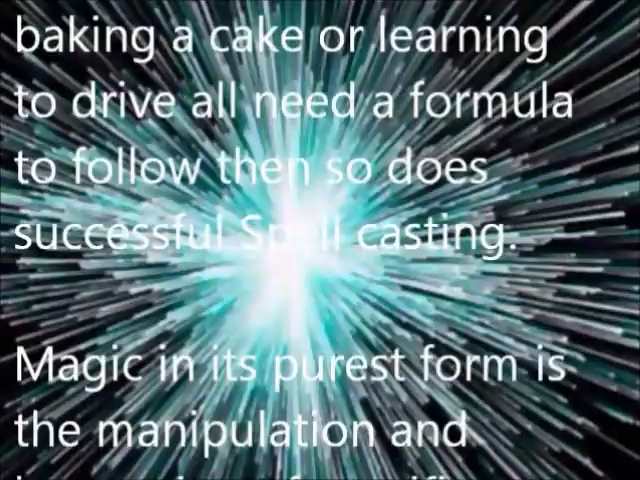 baking a cake or learning
to drive all need a formula
to follow then so does
successful Spell casting.
Magic in its purest form is
the manipulation and